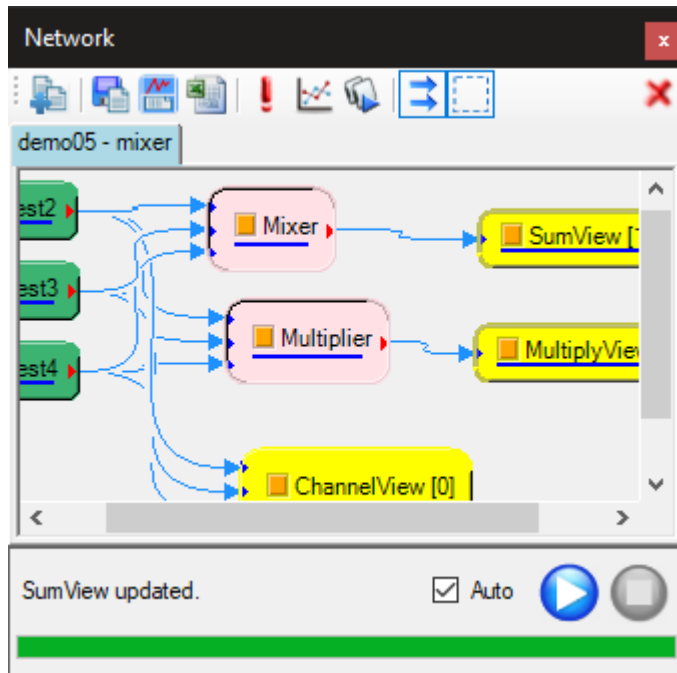 Network
x
demo05 - mixer
est2
Mixer
SumView [
est3
Multiplier
MultiplyView
est4
ChannelView [0]
SumView updated.
Auto